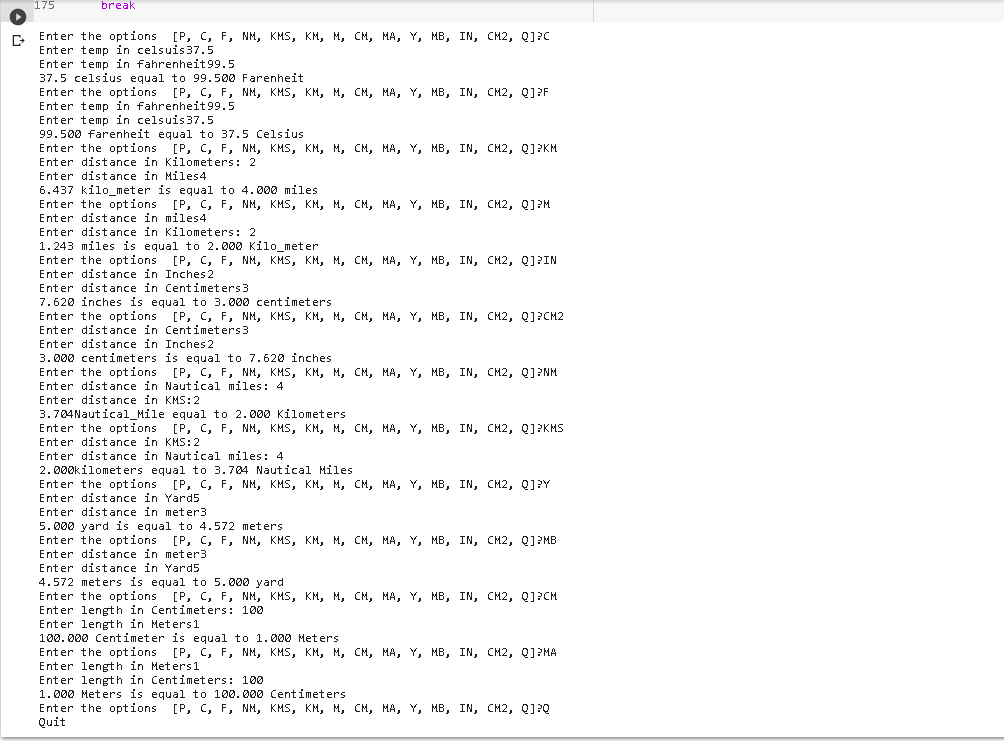 175 break
Enter the options  [P, C, F, NM, KMS, KM, M, CM, MA, Y, MB, IN, CM2, Q]?C
Enter temp in celsuis37.5
Enter temp in fahrenheit99.5
37.5 celsius equal to 99.500 Farenheit
Enter the options  [P, C, F, NM, KMS, KM, M, CM, MA, Y, MB, IN, CM2, Q]?F
Enter temp in fahrenheit99.5
Enter temp in celsuis37.5
99.500 farenheit equal to 37.5 Celsius
Enter the options  [P, C, F, NM, KMS, KM, M, CM, MA, Y, MB, IN, CM2, Q]?KM
Enter distance in Kilometers: 2
Enter distance in Miles4
6.437 kilo_meter is equal to 4.000 miles
Enter the options  [P, C, F, NM, KMS, KM, M, CM, MA, Y, MB, IN, CM2, Q]?M
Enter distance in miles4
Enter distance in Kilometers: 2
1.243 miles is equal to 2.000 Kilo_meter
Enter the options  [P, C, F, NM, KMS, KM, M, CM, MA, Y, MB, IN, CM2, Q]?IN
Enter distance in Inches2
Enter distance in Centimeters3
7.620 inches is equal to 3.000 centimeters
Enter the options  [P, C, F, NM, KMS, KM, M, CM, MA, Y, MB, IN, CM2, Q]?CM2
Enter distance in Centimeters3
Enter distance in Inches2
3.000 centimeters is equal to 7.620 inches
Enter the options  [P, C, F, NM, KMS, KM, M, CM, MA, Y, MB, IN, CM2, Q]?NM
Enter distance in Nautical miles: 4
Enter distance in KMS:2
3.704Nautical_Mile equal to 2.000 Kilometers
Enter the options  [P, C, F, NM, KMS, KM, M, CM, MA, Y, MB, IN, CM2, Q]?KMS
Enter distance in KMS:2
Enter distance in Nautical miles: 4
2.000kilometers equal to 3.704 Nautical Miles
Enter the options  [P, C, F, NM, KMS, KM, M, CM, MA, Y, MB, IN, CM2, Q]?Y
Enter distance in Yard5
Enter distance in meter3
5.000 yard is equal to 4.572 meters
Enter the options  [P, C, F, NM, KMS, KM, M, CM, MA, Y, MB, IN, CM2, Q]?MB
Enter distance in meter3
Enter distance in Yard5
4.572 meters is equal to 5.000 yard
Enter the options  [P, C, F, NM, KMS, KM, M, CM, MA, Y, MB, IN, CM2, Q]?CM
Enter length in Centimeters: 100
Enter length in Meters1
100.000 Centimeter is equal to 1.000 Meters
Enter the options  [P, C, F, NM, KMS, KM, M, CM, MA, Y, MB, IN, CM2, Q]?MA
Enter length in Meters1
Enter length in Centimeters: 100
1.000 Meters is equal to 100.000 Centimeters
Enter the options  [P, C, F, NM, KMS, KM, M, CM, MA, Y, MB, IN, CM2, Q]?Q
Quit